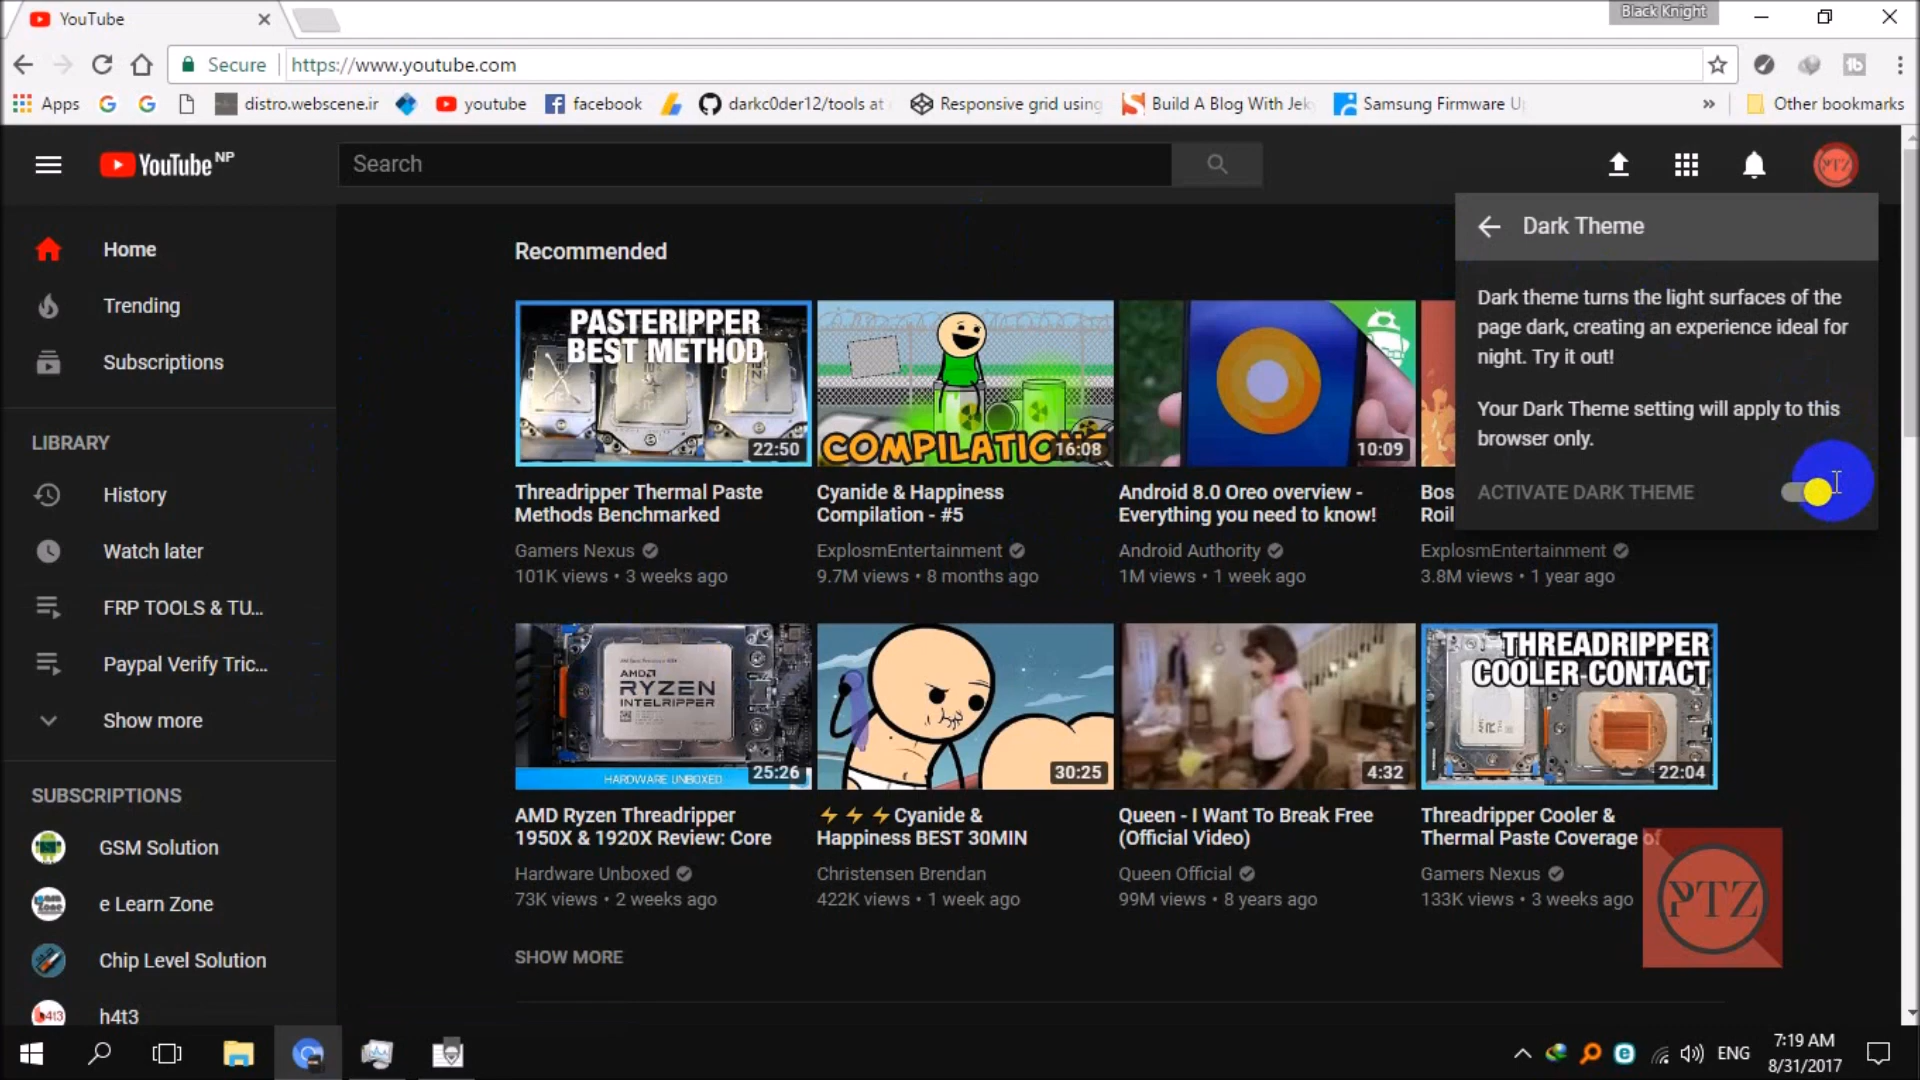 YouTube
Black Knight
Secure
https://www.youtube.com
Apps
distro.webscene.ir
youtube
facebook
darkc0der12/tools at
Responsive grid using
Build A Blog With Jek
Samsung Firmware U
»
Other bookmarks
YouTube NP
Search
PTZ
Home
Trending
Subscriptions
LIBRARY
History
Watch later
FRP TOOLS & TU...
Paypal Verify Tric...
Show more
SUBSCRIPTIONS
GSM Solution
e Learn Zone
Chip Level Solution
h4t3
h4t3
Dark Theme
Dark theme turns the light surfaces of the
page dark, creating an experience ideal for
night. Try it out!
Your Dark Theme setting will apply to this
browser only.
ACTIVATE DARK THEME
Recommended
PASTERIPPER
BEST METHOD
22:50
Threadripper Thermal Paste
Methods Benchmarked
Gamers Nexus
101K views • 3 weeks ago
COMPILATIONS
16:08
Cyanide & Happiness
Compilation - #5
ExplosmEntertainment
9.7M views • 8 months ago
10:09
Android 8.0 Oreo overview -
Everything you need to know!
Android Authority
1M views • 1 week ago
Bos
Roil
ExplosmEntertainment
3.8M views • 1 year ago
AMD
RYZEN
INTELRIPPER
HARDWARE UNBOXED
25:26
AMD Ryzen Threadripper
1950X & 1920X Review: Core
Hardware Unboxed
73K views • 2 weeks ago
30:25
⚡⚡⚡Cyanide &
Happiness BEST 30MIN
Christensen Brendan
422K views • 1 week ago
4:32
Queen - I Want To Break Free
(Official Video)
Queen Official
99M views • 8 years ago
THREADRIPPER
COOLER CONTACT
22:04
Threadripper Cooler &
Thermal Paste Coverage of
Gamers Nexus
133K views • 3 weeks ago
PTZ
SHOW MORE
ENG
7:19 AM
8/31/2017